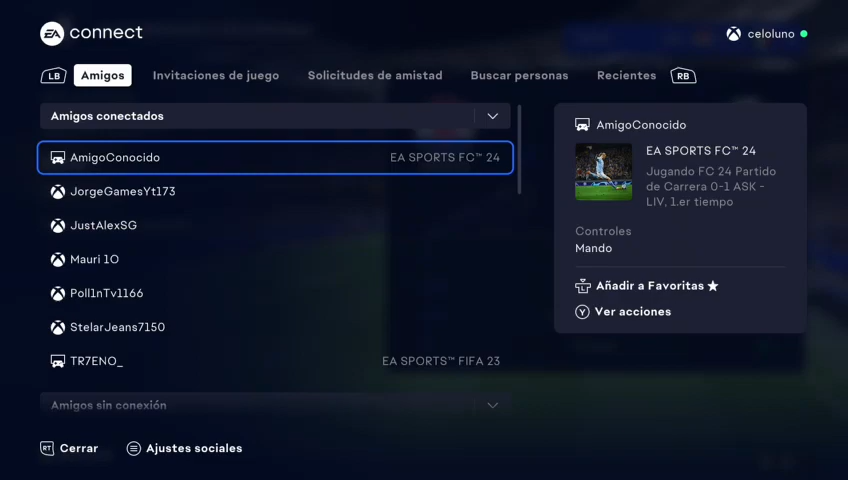 EA connect
celoluno
LB Amigos Invitaciones de juego Solicitudes de amistad Buscar personas Recientes RB
Amigos conectados
AmigoConocido EA SPORTS FC™ 24
JorgeGamesYt173
JustAlexSG
Mauri 10
Poll1nTv1166
StelarJeans7150
TR7ENO_ EA SPORTS™ FIFA 23
Amigos sin conexión
AmigoConocido
EA SPORTS FC™ 24
Jugando FC 24 Partido
de Carrera 0-1 ASK -
LIV, 1.er tiempo
Controles
Mando
L Añadir a Favoritas ★
Y Ver acciones
RT Cerrar Ajustes sociales